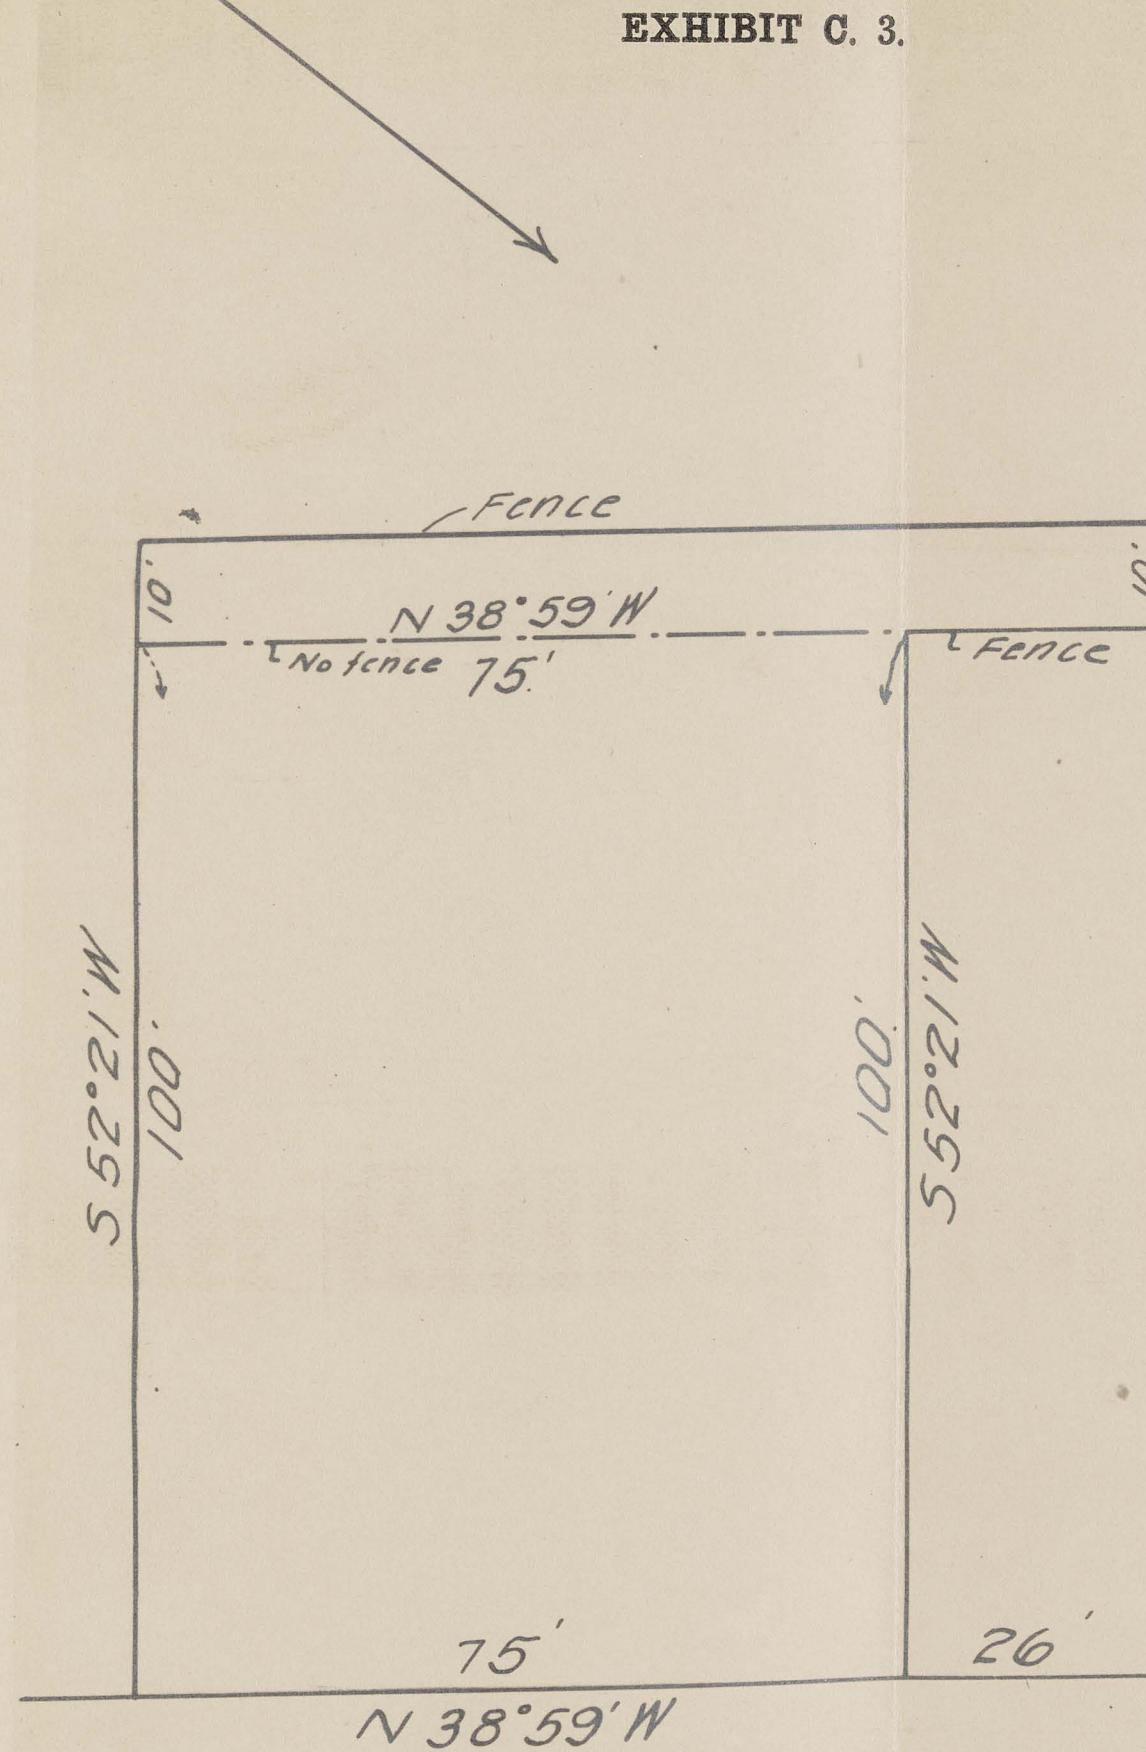 EXHIBIT C. 3.
Fence
10'
10'
N 38° 59' W
No fence 75'
Fence
S 52° 21' W
100'
100'
S 52° 21' W
75'
26'
N 38° 59' W